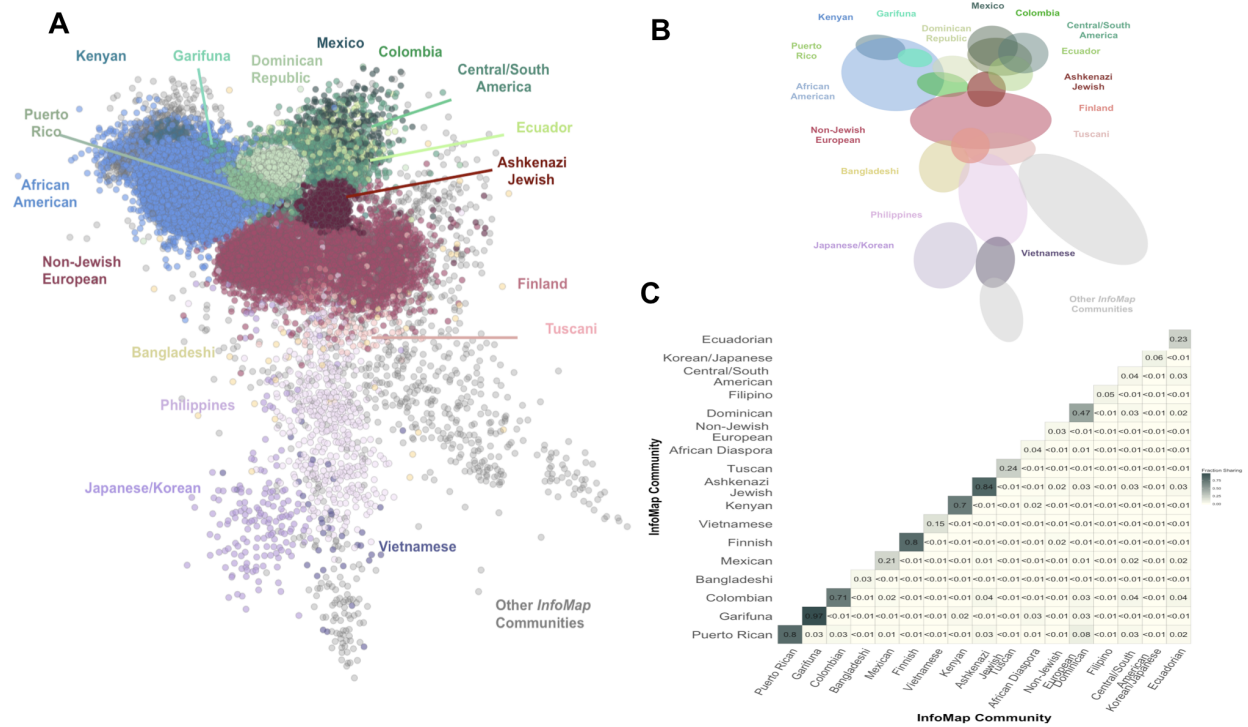 A
Kenyan
Garifuna
Dominican
Republic
Mexico
Colombia
Central/South
America
Puerto
Rico
Ecuador
Ashkenazi
Jewish
African
American
Non-Jewish
European
Finland
Tuscani
Bangladeshi
Philippines
Japanese/Korean
Vietnamese
Other InfoMap
Communities
B
Mexico
Kenyan
Garifuna
Colombia
Dominican
Republic
Central/South
America
Puerto
Rico
Ecuador
African
American
Ashkenazi
Jewish
Finland
Non-Jewish
European
Tuscani
Bangladeshi
Philippines
Japanese/Korean
Vietnamese
Other InfoMap
Communities
C
InfoMap Community
Ecuadorian 0.23
Korean/Japanese 0.06 <0.01
Central/South
American 0.04 <0.01 0.03
Filipino 0.05 <0.01 <0.01 <0.01
Dominican 0.47 <0.01 0.03 <0.01 0.02
Non-Jewish
European 0.03 <0.01 <0.01 <0.01 <0.01 <0.01
African Diaspora 0.04 <0.01 0.01 <0.01 <0.01 <0.01 <0.01
Tuscan 0.24 <0.01 <0.01 <0.01 <0.01 <0.01 <0.01 <0.01
Ashkenazi
Jewish 0.84 <0.01 <0.01 0.02 0.03 <0.01 0.03 <0.01 0.03
Kenyan 0.7 <0.01 <0.01 0.02 <0.01 <0.01 <0.01 <0.01 <0.01 <0.01
Vietnamese 0.15 <0.01 <0.01 <0.01 <0.01 <0.01 <0.01 <0.01 <0.01 <0.01 <0.01
Finnish 0.8 <0.01 <0.01 <0.01 <0.01 <0.01 0.02 <0.01 <0.01 <0.01 <0.01 <0.01
Mexican 0.21 <0.01 <0.01 <0.01 0.01 <0.01 <0.01 <0.01 0.01 <0.01 0.02 <0.01 0.02
Bangladeshi 0.03 <0.01 <0.01 <0.01 <0.01 <0.01 <0.01 <0.01 <0.01 <0.01 <0.01 <0.01 <0.01 <0.01
Colombian 0.71 <0.01 0.02 <0.01 <0.01 <0.01 0.04 <0.01 <0.01 <0.01 0.03 <0.01 0.04 <0.01 0.04
Garifuna 0.97 <0.01 <0.01 <0.01 <0.01 <0.01 0.02 <0.01 <0.01 0.03 <0.01 0.03 <0.01 <0.01 <0.01 <0.01
Puerto Rican 0.8 0.03 0.03 <0.01 0.01 <0.01 <0.01 <0.01 0.03 <0.01 0.01 <0.01 0.08 <0.01 0.03 <0.01 0.02
Puerto Rican
Garifuna
Colombian
Bangladeshi
Mexican
Finnish
Vietnamese
Kenyan
Ashkenazi
Jewish
Tuscan
African Diaspora
Non-Jewish
European
Dominican
Filipino
Central/South
American
Korean/Japanese
Ecuadorian
InfoMap Community
Fraction Sharing
0.75
0.50
0.25
0.00